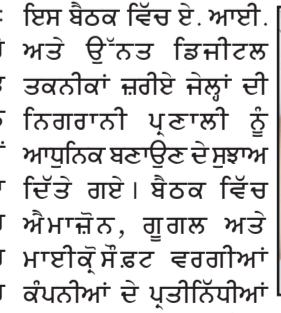 ਇਸ ਬੈਠਕ ਵਿੱਚ ਏ. ਆਈ.
ਅਤੇ ਉੱਨਤ ਡਿਜੀਟਲ
ਤਕਨੀਕਾਂ ਜ਼ਰੀਏ ਜੇਲ੍ਹਾਂ ਦੀ
ਨਿਗਰਾਨੀ ਪ੍ਰਣਾਲੀ ਨੂੰ
ਆਧੁਨਿਕ ਬਣਾਉਣ ਦੇ ਸੁਝਾਅ
ਦਿੱਤੇ ਗਏ। ਬੈਠਕ ਵਿੱਚ
ਐਮਾਜ਼ੋਨ, ਗੂਗਲ ਅਤੇ
ਮਾਈਕ੍ਰੋਸੌਫ਼ਟ ਵਰਗੀਆਂ
ਕੰਪਨੀਆਂ ਦੇ ਪ੍ਰਤੀਨਿੱਧੀਆਂ